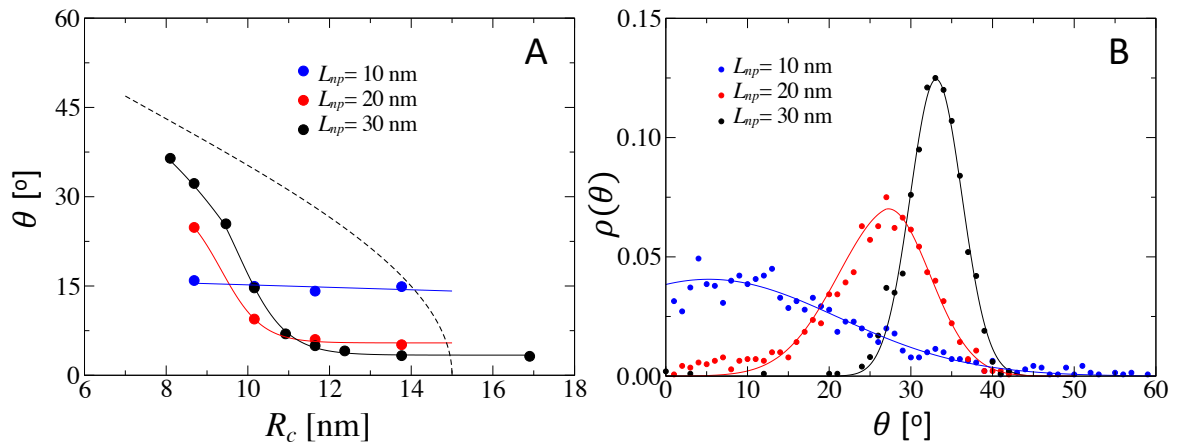 A
60
45
30
15
0
θ [º]
L_np= 10 nm
L_np= 20 nm
L_np= 30 nm
6
8
10
12
14
16
18
R_c [nm]
B
0.15
0.10
0.05
0.00
ρ(θ)
L_np= 10 nm
L_np= 20 nm
L_np= 30 nm
0
10
20
30
40
50
60
θ [º]